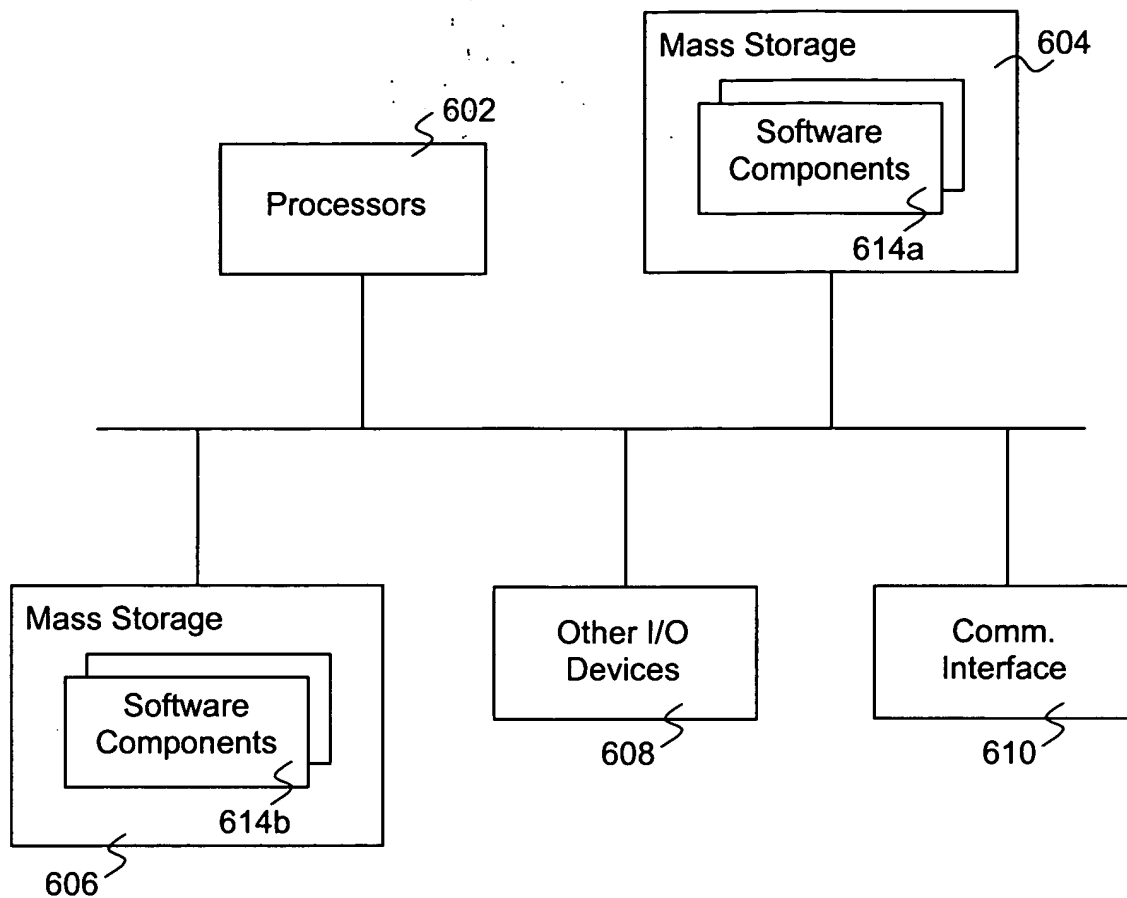 Mass Storage
604
602
Software
Components
Processors
614a
Mass Storage
Other I/O
Devices
Comm.
Interface
Software
Components
608
610
614b
606